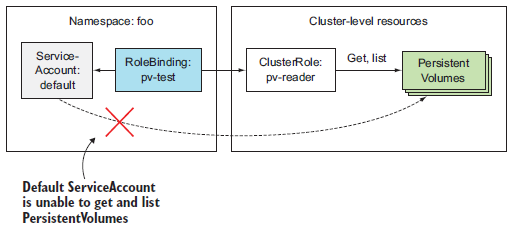 Namespace: foo
Cluster-level resources
Service-
Account:
default
RoleBinding:
pv-test
ClusterRole:
pv-reader
Get, list
Persistent
Volumes
Default ServiceAccount
is unable to get and list
PersistentVolumes